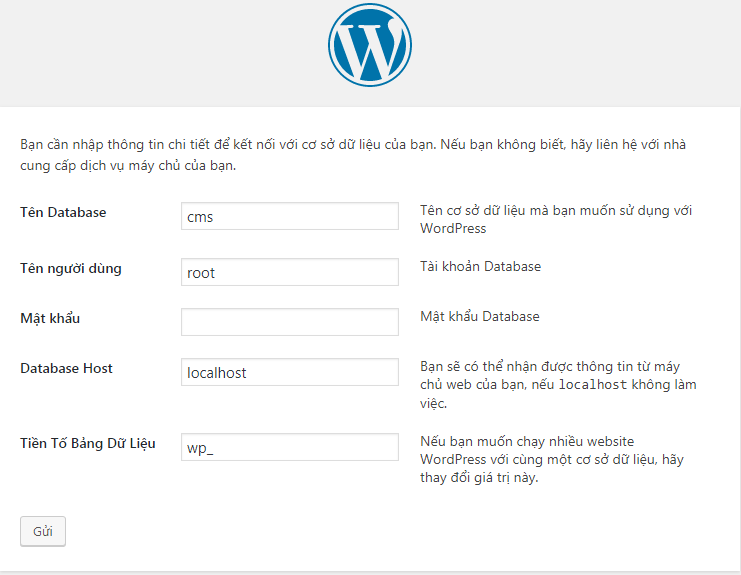 Bạn cần nhập thông tin chi tiết để kết nối với cơ sở dữ liệu của bạn. Nếu bạn không biết, hãy liên hệ với nhà
cung cấp dịch vụ máy chủ của bạn.
Tên Database
cms
Tên cơ sở dữ liệu mà bạn muốn sử dụng với
WordPress
Tên người dùng
root
Tài khoản Database
Mật khẩu
Mật khẩu Database
Database Host
localhost
Bạn sẽ có thể nhận được thông tin từ máy
chủ web của bạn, nếu localhost không làm
việc.
Tiền Tố Bảng Dữ Liệu
wp_
Nếu bạn muốn chạy nhiều website
WordPress với cùng một cơ sở dữ liệu, hãy
thay đổi giá trị này.
Gửi